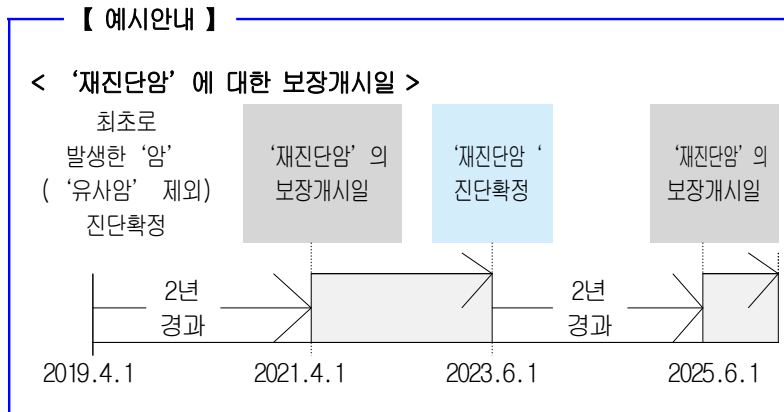 【 예시안내 】
< ‘재진단암’ 에 대한 보장개시일 >
최초로
발생한 ‘암’
( ‘유사암’ 제외)
진단확정
‘재진단암’ 의
보장개시일
‘재진단암 ‘
진단확정
‘재진단암’ 의
보장개시일
2년
경과
2년
경과
2019.4.1
2021.4.1
2023.6.1
2025.6.1